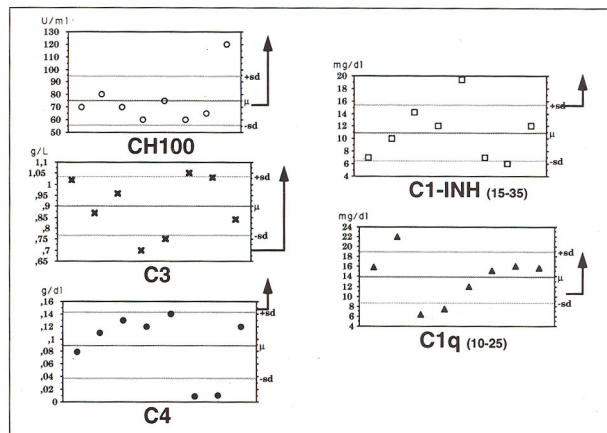 U/ml
130
120
110
100
90
80
70
60
50
+sd
µ
-sd
CH100
g/L
1,1
1,05
1
,95
,9
,85
,8
,75
,7
,65
+sd
µ
-sd
C3
g/dl
,16
,14
,12
,1
,08
,06
,04
,02
0
+sd
µ
-sd
C4
mg/dl
20
18
16
14
12
10
8
6
4
+sd
µ
-sd
C1-INH (15-35)
mg/dl
24
22
20
18
16
14
12
10
8
6
4
+sd
µ
-sd
C1q (10-25)